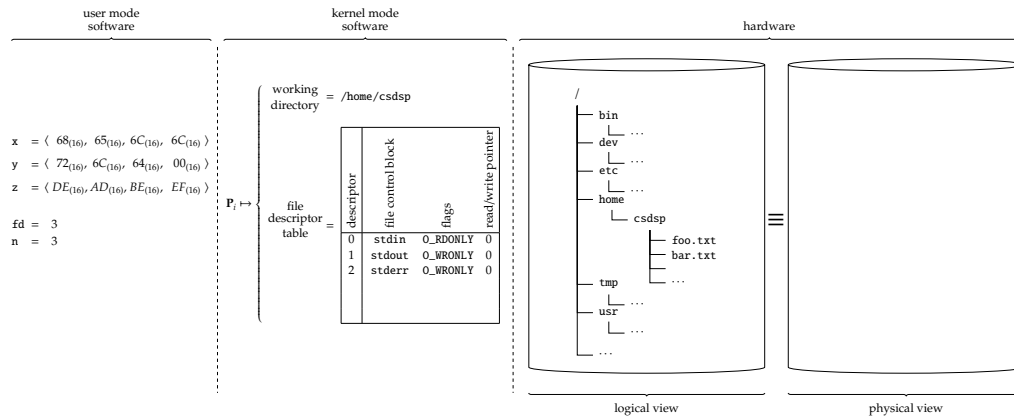 user mode
software
kernel mode
software
hardware
x = ⟨ 68(16), 65(16), 6C(16), 6C(16) ⟩
y = ⟨ 72(16), 6C(16), 64(16), 00(16) ⟩
z = ⟨ DE(16), AD(16), BE(16), EF(16) ⟩
fd = 3
n = 3
Pi ↦
working
directory = /home/csdsp
file
descriptor
table =
descriptor file control block flags read/write pointer
0 stdin O_RDONLY 0
1 stdout O_WRONLY 0
2 stderr O_WRONLY 0
/
bin
...
dev
...
etc
...
home
csdsp
foo.txt
bar.txt
...
tmp
...
usr
...
...
≡
logical view
physical view